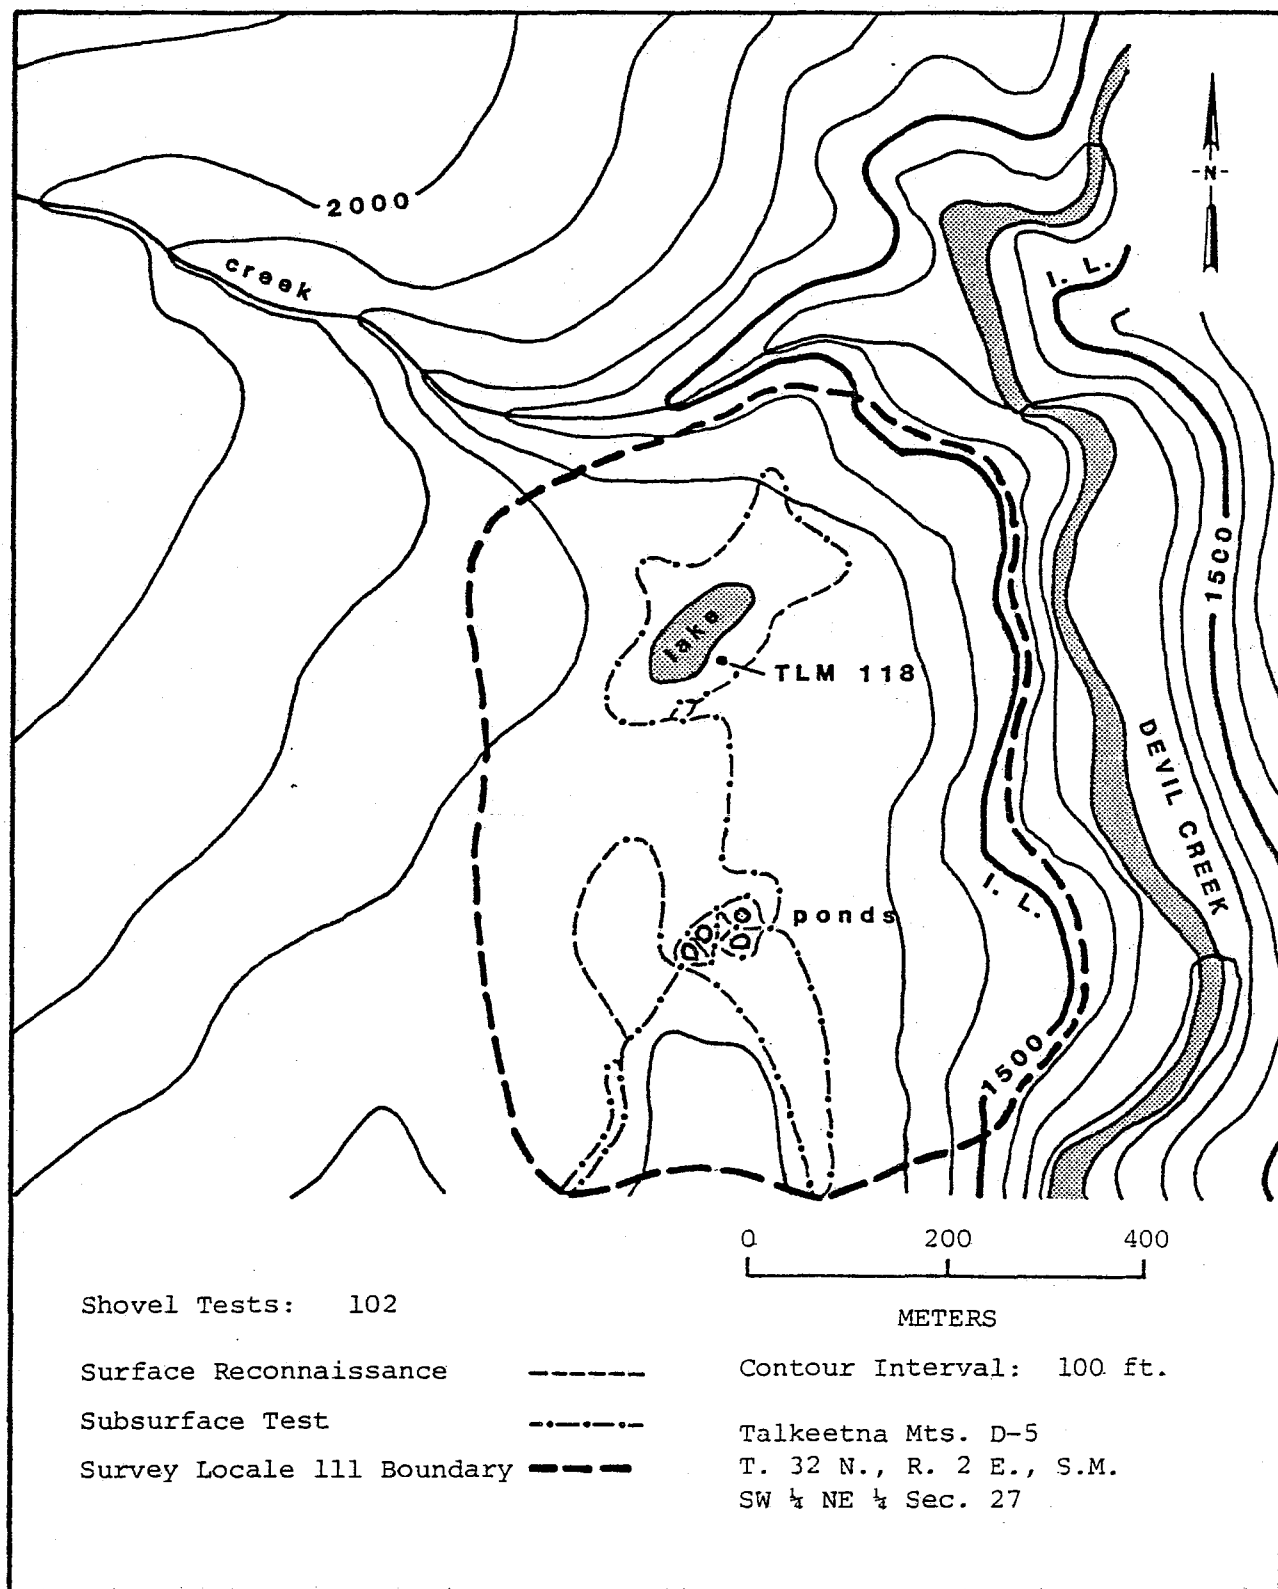 -N-
2000
creek
I. L.
1500
lake
TLM 118
DEVIL CREEK
I. L.
ponds
1500
0 200 400
METERS
Shovel Tests: 102
Surface Reconnaissance
Subsurface Test
Survey Locale 111 Boundary
Contour Interval: 100 ft.
Talkeetna Mts. D-5
T. 32 N., R. 2 E., S.M.
SW ¼ NE ¼ Sec. 27